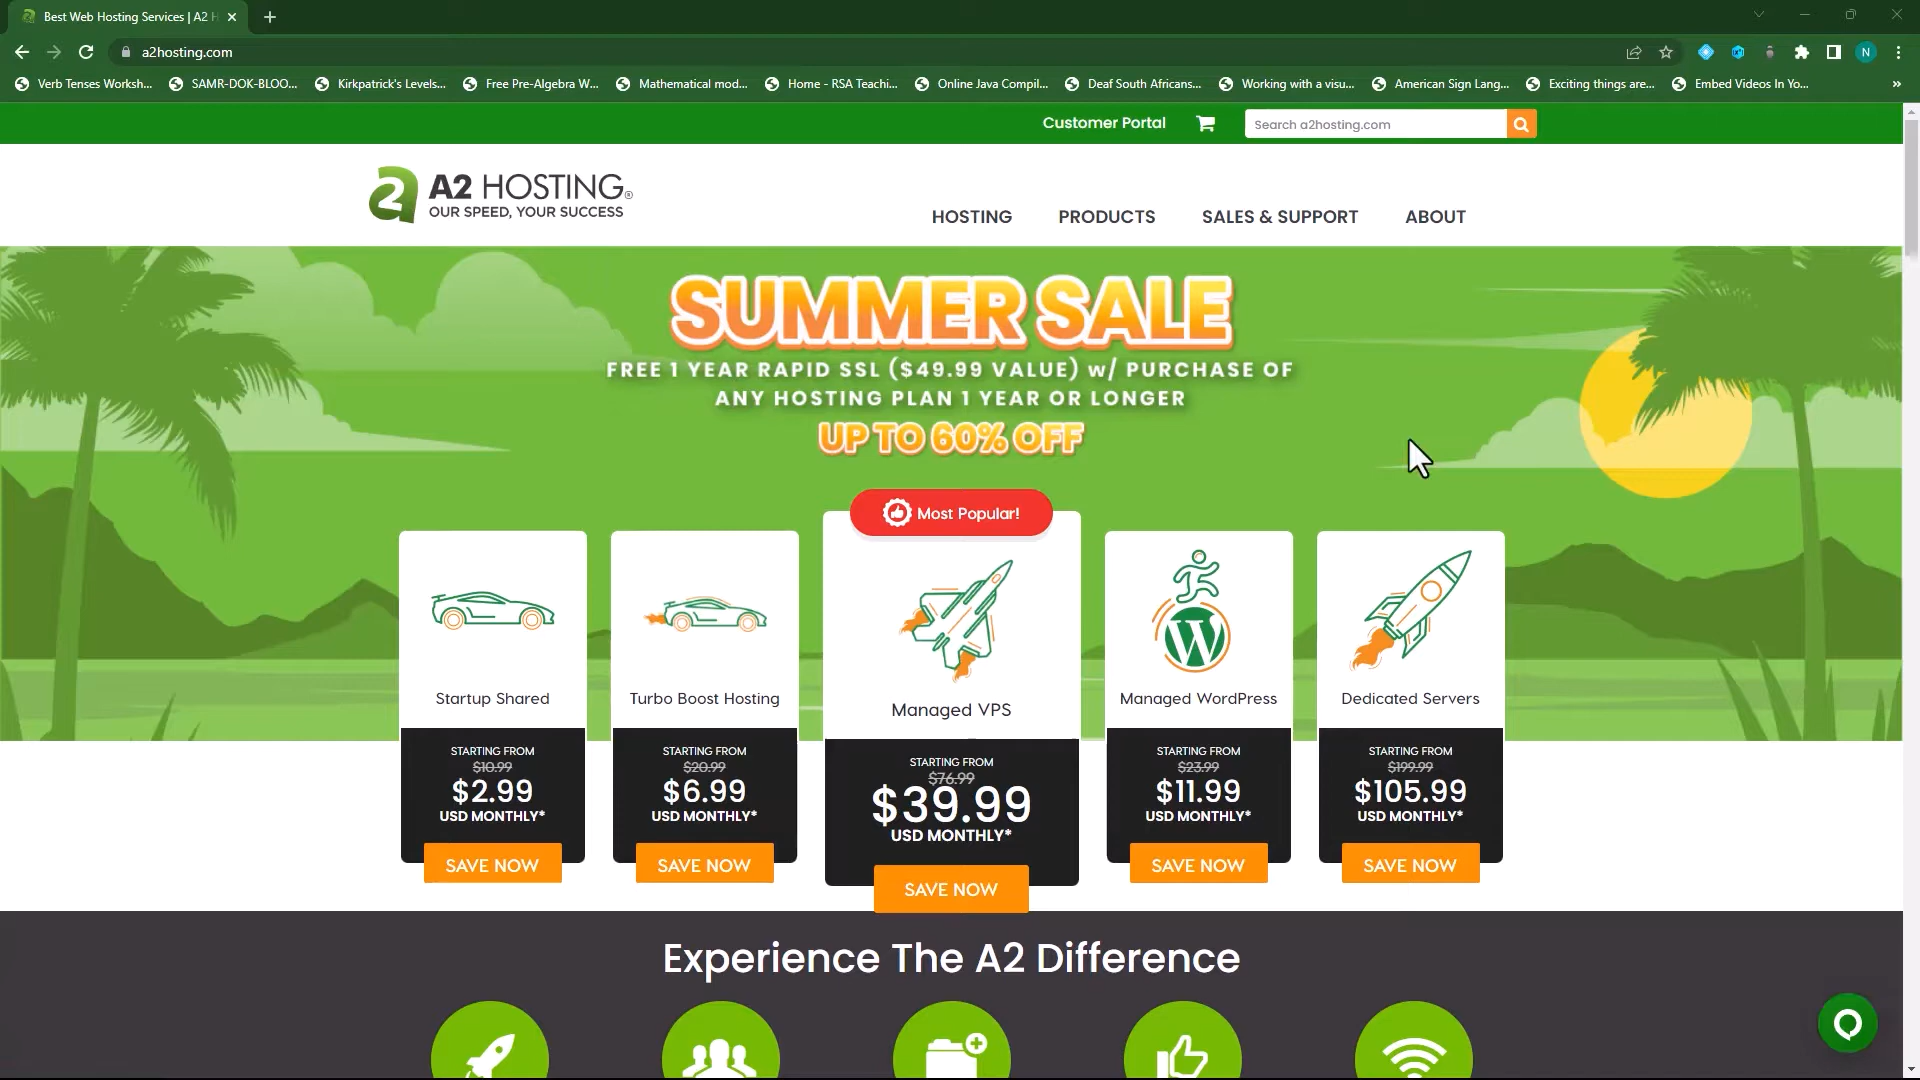 Best Web Hosting Services | A2 H
a2hosting.com
N
Verb Tenses Worksh...
SAMR-DOK-BLOO...
Kirkpatrick's Levels...
Free Pre-Algebra W...
Mathematical mod...
Home - RSA Teachi...
Online Java Compil...
Deaf South Africans...
Working with a visu...
American Sign Lang...
Exciting things are...
Embed Videos In Yo...
»
Customer Portal
Search a2hosting.com
A2 HOSTING®
OUR SPEED, YOUR SUCCESS
HOSTING
PRODUCTS
SALES & SUPPORT
ABOUT
SUMMER SALE
FREE 1 YEAR RAPID SSL ($49.99 VALUE) w/ PURCHASE OF
ANY HOSTING PLAN 1 YEAR OR LONGER
UP TO 60% OFF
Startup Shared
STARTING FROM
$10.99
$2.99
USD MONTHLY*
SAVE NOW
Turbo Boost Hosting
STARTING FROM
$20.99
$6.99
USD MONTHLY*
SAVE NOW
Most Popular!
Managed VPS
STARTING FROM
$76.99
$39.99
USD MONTHLY*
SAVE NOW
Managed WordPress
STARTING FROM
$23.99
$11.99
USD MONTHLY*
SAVE NOW
Dedicated Servers
STARTING FROM
$199.99
$105.99
USD MONTHLY*
SAVE NOW
Experience The A2 Difference